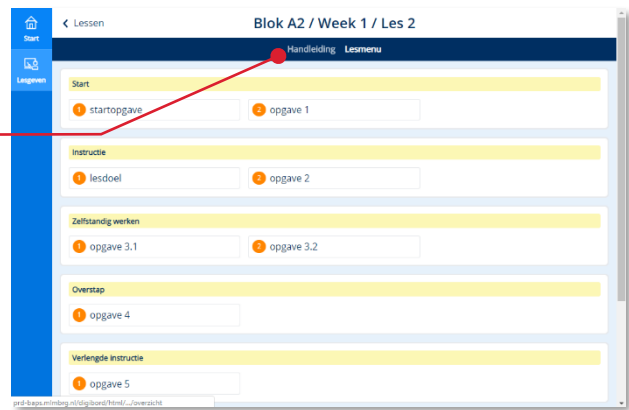 Start
Lesgeven
Lessen
Blok A2 / Week 1 / Les 2
Handleiding Lesmenu
Start
1 startopgave 2 opgave 1
Instructie
1 lesdoel 2 opgave 2
Zelfstandig werken
1 opgave 3.1 2 opgave 3.2
Overstap
1 opgave 4
Verlengde instructie
1 opgave 5
prd-baps.mlmbrg.nl/digibord/html/.../overzicht